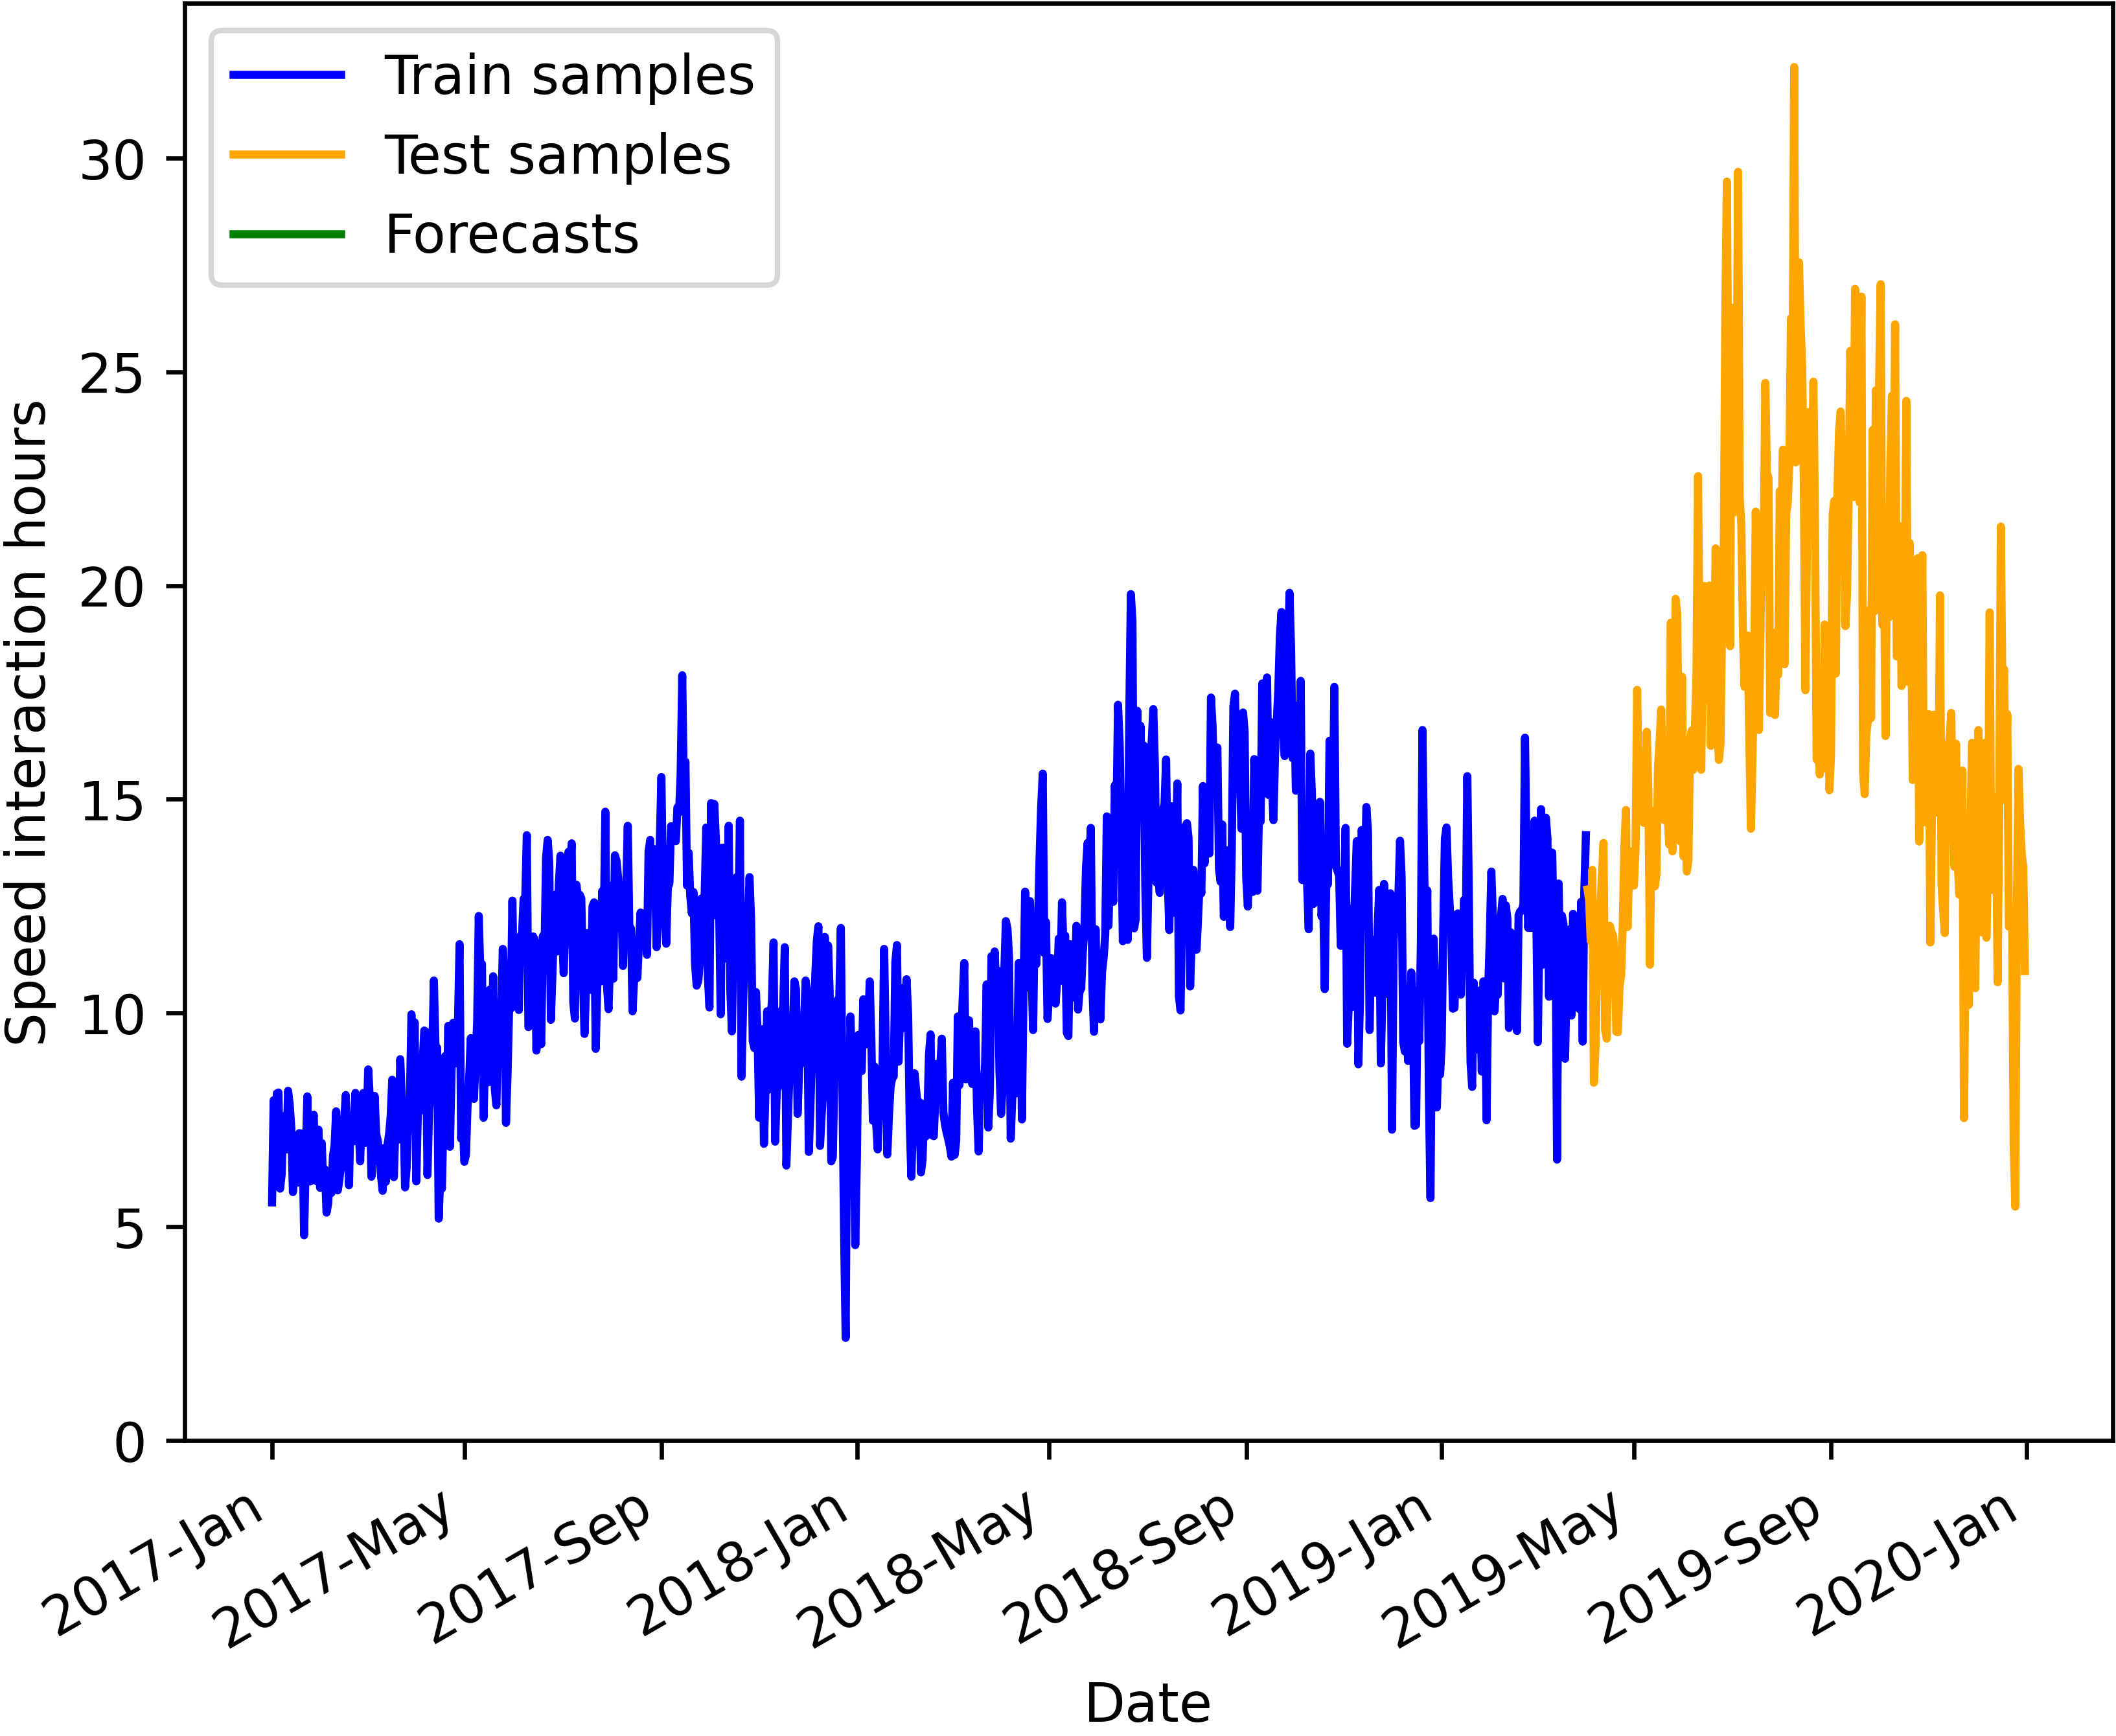 Train samples
Test samples
Forecasts
30
25
20
15
10
5
0
Speed interaction hours
2017-Jan
2017-May
2017-Sep
2018-Jan
2018-May
2018-Sep
2019-Jan
2019-May
2019-Sep
2020-Jan
Date